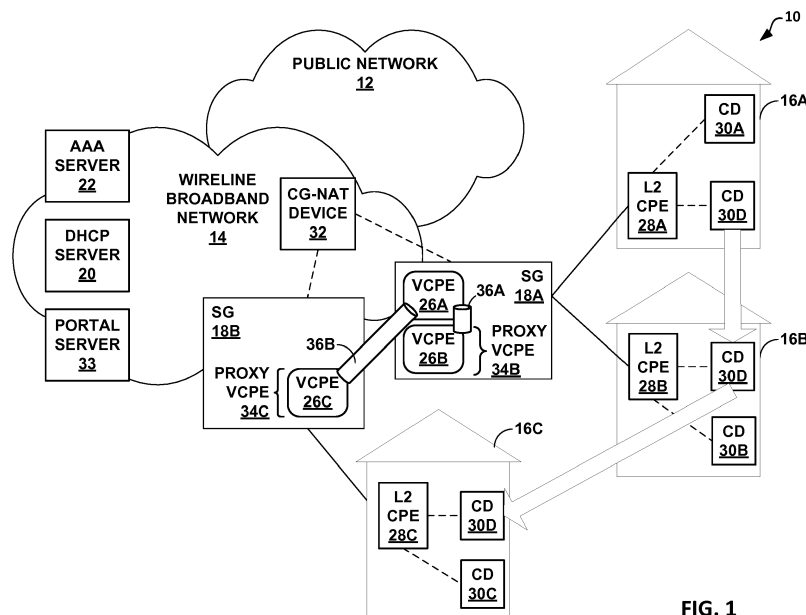 10
PUBLIC NETWORK
12
16A
AAA
SERVER
22
WIRELINE
BROADBAND
NETWORK
14
CG-NAT
DEVICE
32
CD
30A
L2
CPE
28A
CD
30D
DHCP
SERVER
20
VCPE
26A
36A
SG
18A
PORTAL
SERVER
33
SG
18B
36B
VCPE
26B
PROXY
VCPE
34B
16B
L2
CPE
28B
CD
30D
PROXY
VCPE
34C
VCPE
26C
CD
30B
16C
L2
CPE
28C
CD
30D
CD
30C
FIG. 1